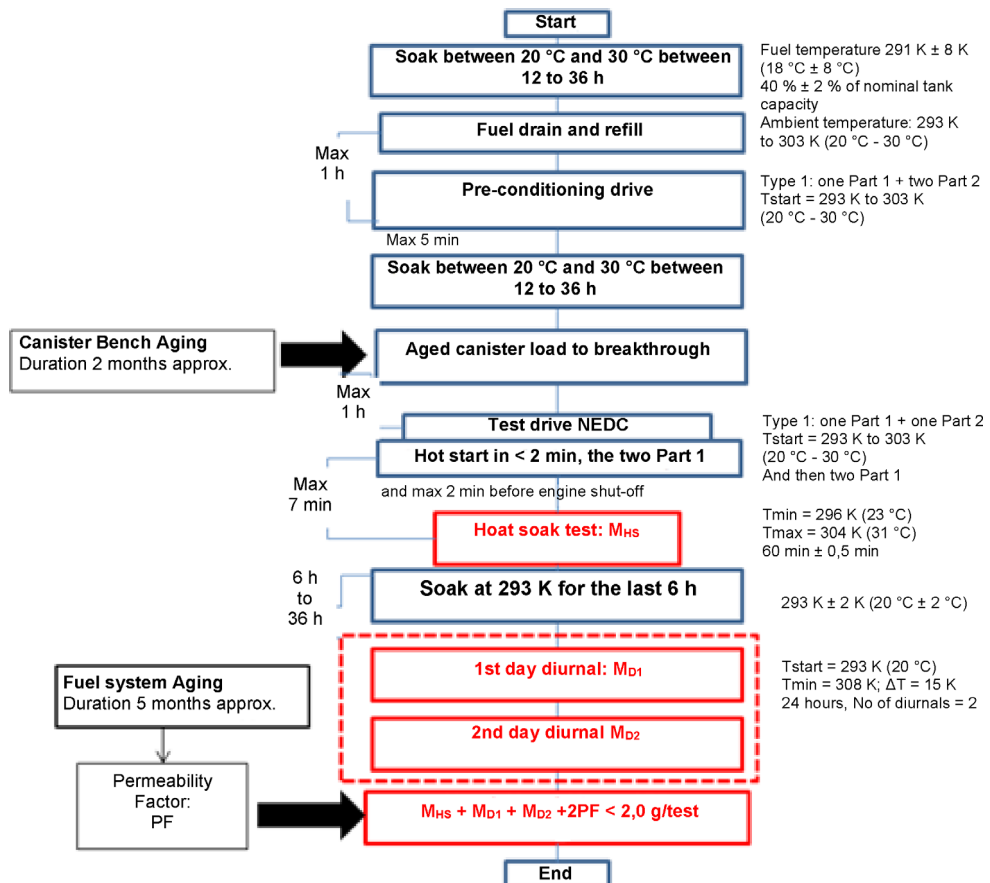 Start
Soak between 20 °C and 30 °C between
12 to 36 h
Fuel temperature 291 K ± 8 K
(18 °C ± 8 °C)
40 % ± 2 % of nominal tank
capacity
Ambient temperature: 293 K
to 303 K (20 °C - 30 °C)
Fuel drain and refill
Max
1 h
Pre-conditioning drive
Type 1: one Part 1 + two Part 2
Tstart = 293 K to 303 K
(20 °C - 30 °C)
Max 5 min
Soak between 20 °C and 30 °C between
12 to 36 h
Canister Bench Aging
Duration 2 months approx.
Aged canister load to breakthrough
Max
1 h
Test drive NEDC
Type 1: one Part 1 + one Part 2
Tstart = 293 K to 303 K
(20 °C - 30 °C)
And then two Part 1
Hot start in < 2 min, the two Part 1
Max
7 min
and max 2 min before engine shut-off
Hoat soak test: MHS
Tmin = 296 K (23 °C)
Tmax = 304 K (31 °C)
60 min ± 0,5 min
6 h
to
36 h
Soak at 293 K for the last 6 h
293 K ± 2 K (20 °C ± 2 °C)
1st day diurnal: MD1
Tstart = 293 K (20 °C)
Tmin = 308 K; ΔT = 15 K
24 hours, No of diurnals = 2
Fuel system Aging
Duration 5 months approx.
2nd day diurnal MD2
Permeability
Factor:
PF
MHS + MD1 + MD2 +2PF < 2,0 g/test
End